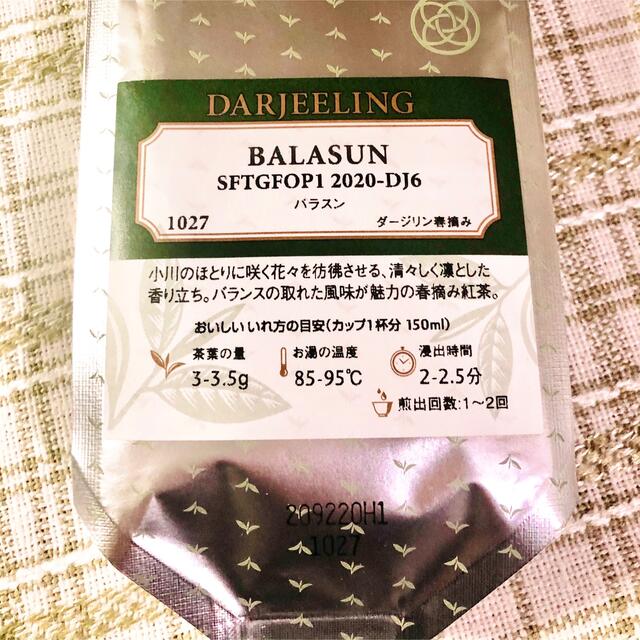 DARJEELING
BALASUN
SFTGFOP1 2020-DJ6
バラスン
1027 ダージリン春摘み
小川のほとりに咲く花々を彷彿させる、清々しく凛とした
香り立ち。バランスの取れた風味が魅力の春摘み紅茶。
おいしいいれ方の目安(カップ1杯分 150ml)
茶葉の量 お湯の温度 浸出時間
3-3.5g 85-95℃ 2-2.5分
煎出回数:1〜2回
209220H1
1027